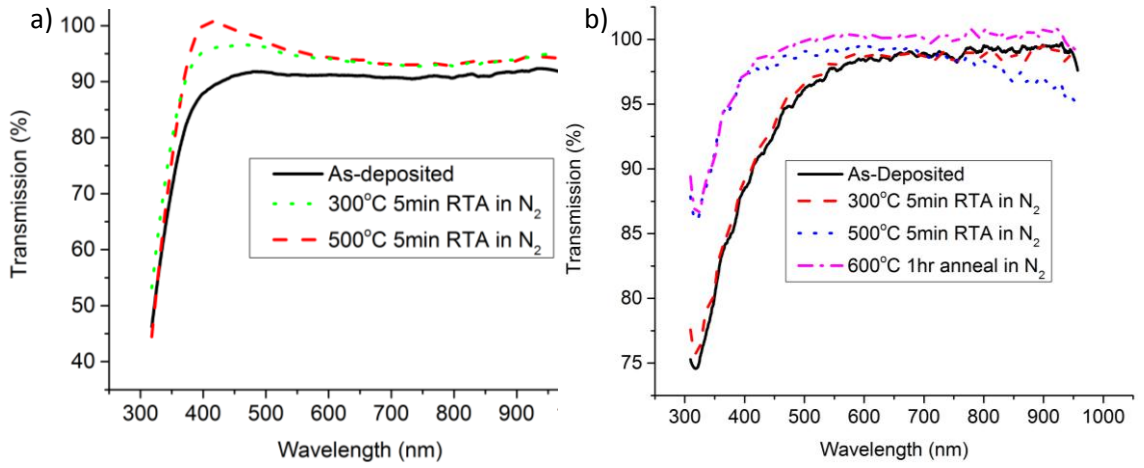 a)
Transmission (%)
100
90
80
70
60
50
40
300 400 500 600 700 800 900
Wavelength (nm)
As-deposited
300°C 5min RTA in N₂
500°C 5min RTA in N₂
b)
Transmission (%)
100
95
90
85
80
75
300 400 500 600 700 800 900 1000
Wavelength (nm)
As-Deposited
300°C 5min RTA in N₂
500°C 5min RTA in N₂
600°C 1hr anneal in N₂